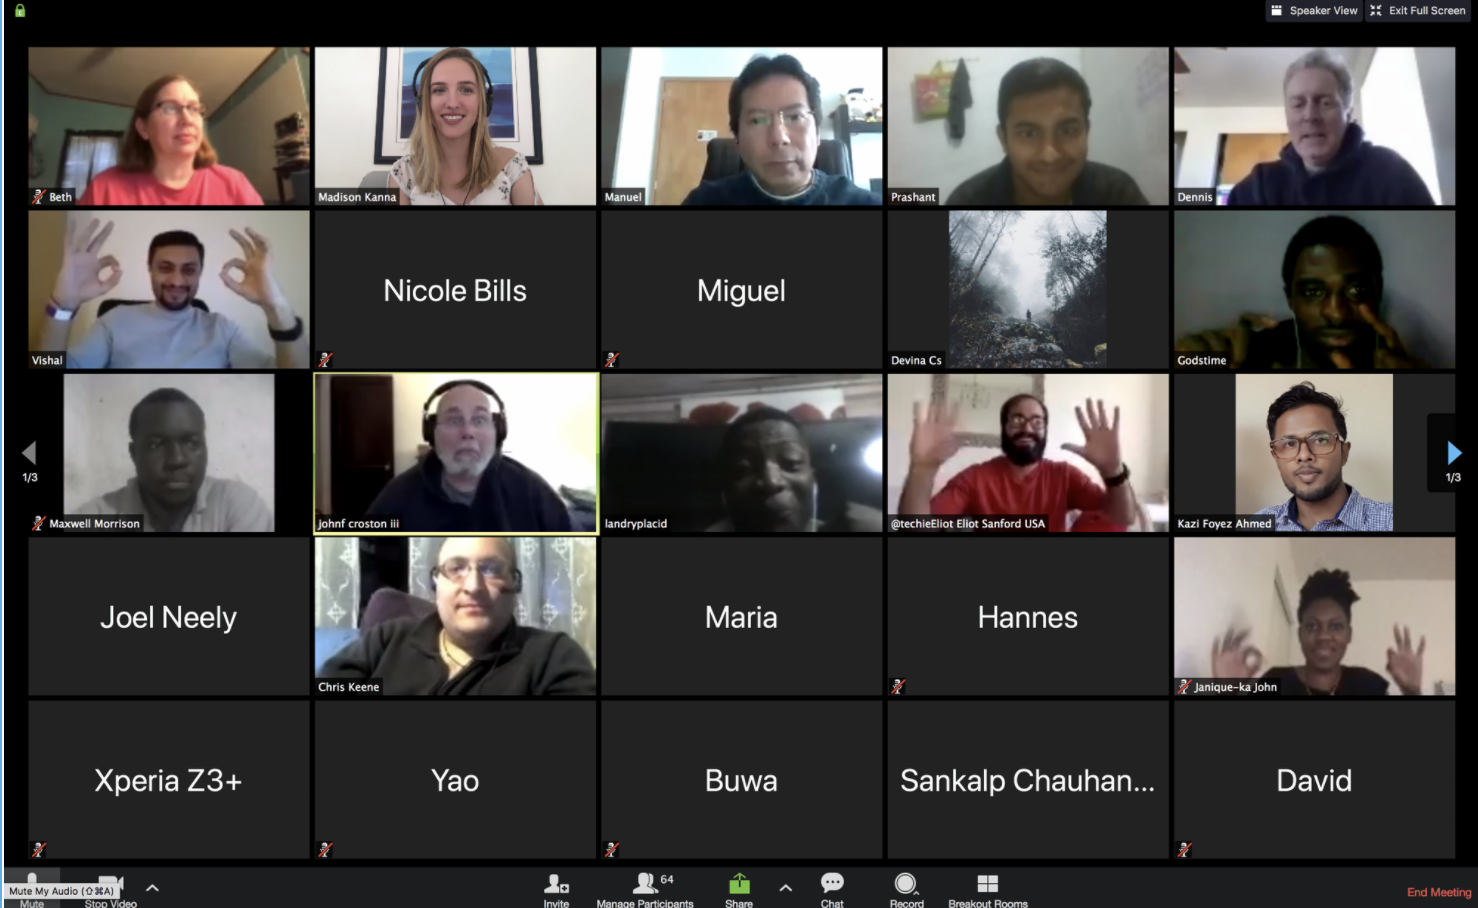 Speaker View
Exit Full Screen
Beth
Madison Kanna
Manuel
Prashant
Dennis
Vishal
Nicole Bills
Miguel
Devina Cs
Godstime
1/3
Maxwell Morrison
johnf croston iii
landryplacid
@techieEliot Eliot Sanford USA
Kazi Foyez Ahmed
1/3
Joel Neely
Chris Keene
Maria
Hannes
Janique-ka John
Xperia Z3+
Yao
Buwa
Sankalp Chauhan...
David
Mute My Audio (⇧⌘A)
Mute
Stop Video
Invite
64
Manage Participants
Share
Chat
Record
Breakout Rooms
End Meeting